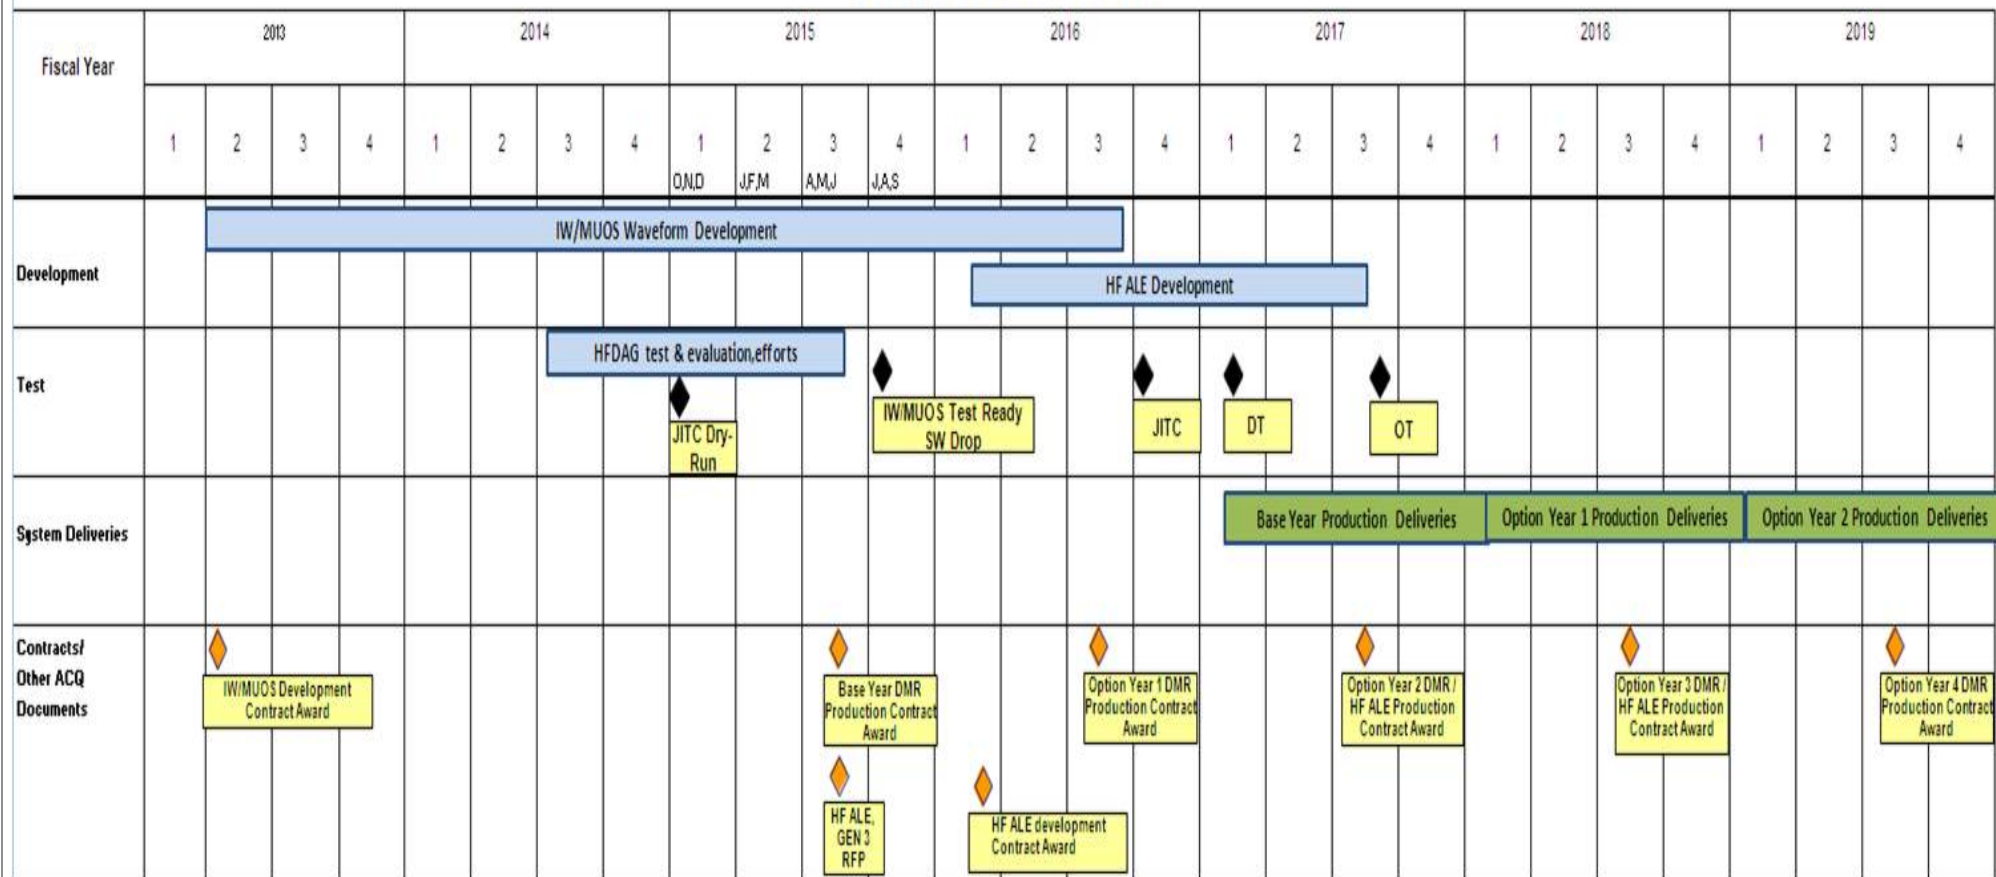 2013 2014 2015 2016 2017 2018 2019
Fiscal Year
1 2 3 4 1 2 3 4 1 2 3 4 1 2 3 4 1 2 3 4 1 2 3 4 1 2 3 4
O,N,D J,F,M A,M,J J,A,S
IW/MUOS Waveform Development
Development
HF ALE Development
HFDAG test & evaluation,efforts
Test
IW/MUOS Test Ready
SW Drop
JITC
DT
OT
JITC Dry-
Run
System Deliveries
Base Year Production Deliveries
Option Year 1 Production Deliveries
Option Year 2 Production Deliveries
Contracts/
Other ACQ
Documents
IW/MUOS Development
Contract Award
Base Year DMR
Production Contract
Award
Option Year 1 DMR
Production Contract
Award
Option Year 2 DMR /
HF ALE Production
Contract Award
Option Year 3 DMR /
HF ALE Production
Contract Award
Option Year 4 DMR
Production Contract
Award
HF ALE,
GEN 3
RFP
HF ALE development
Contract Award